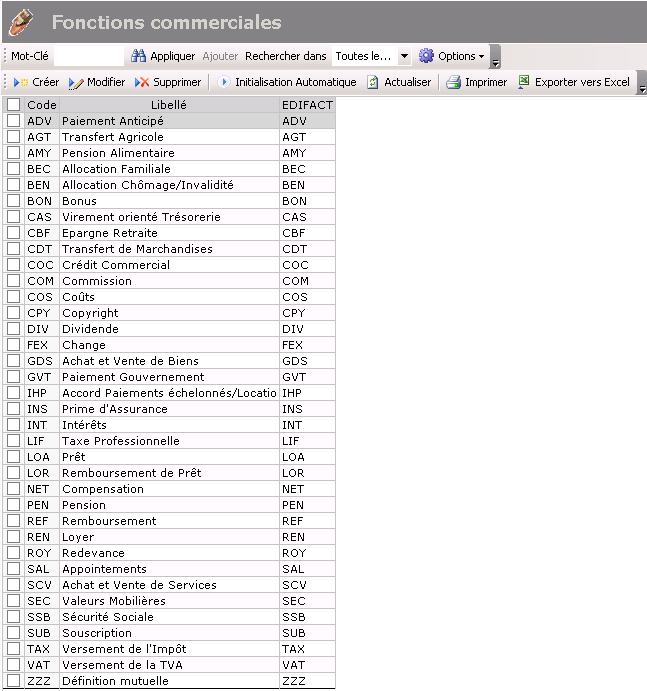 Fonctions commerciales
Mot-Clé Appliquer Ajouter Rechercher dans Toutes le... Options
Créer Modifier Supprimer Initialisation Automatique Actualiser Imprimer Exporter vers Excel
Code Libellé EDIFACT
ADV Paiement Anticipé ADV
AGT Transfert Agricole AGT
AMY Pension Alimentaire AMY
BEC Allocation Familiale BEC
BEN Allocation Chômage/Invalidité BEN
BON Bonus BON
CAS Virement orienté Trésorerie CAS
CBF Epargne Retraite CBF
CDT Transfert de Marchandises CDT
COC Crédit Commercial COC
COM Commission COM
COS Coûts COS
CPY Copyright CPY
DIV Dividende DIV
FEX Change FEX
GDS Achat et Vente de Biens GDS
GVT Paiement Gouvernement GVT
IHP Accord Paiements échelonnés/Locatio IHP
INS Prime d'Assurance INS
INT Intérêts INT
LIF Taxe Professionnelle LIF
LOA Prêt LOA
LOR Remboursement de Prêt LOR
NET Compensation NET
PEN Pension PEN
REF Remboursement REF
REN Loyer REN
ROY Redevance ROY
SAL Appointements SAL
SCV Achat et Vente de Services SCV
SEC Valeurs Mobilières SEC
SSB Sécurité Sociale SSB
SUB Souscription SUB
TAX Versement de l'Impôt TAX
VAT Versement de la TVA VAT
ZZZ Définition mutuelle ZZZ